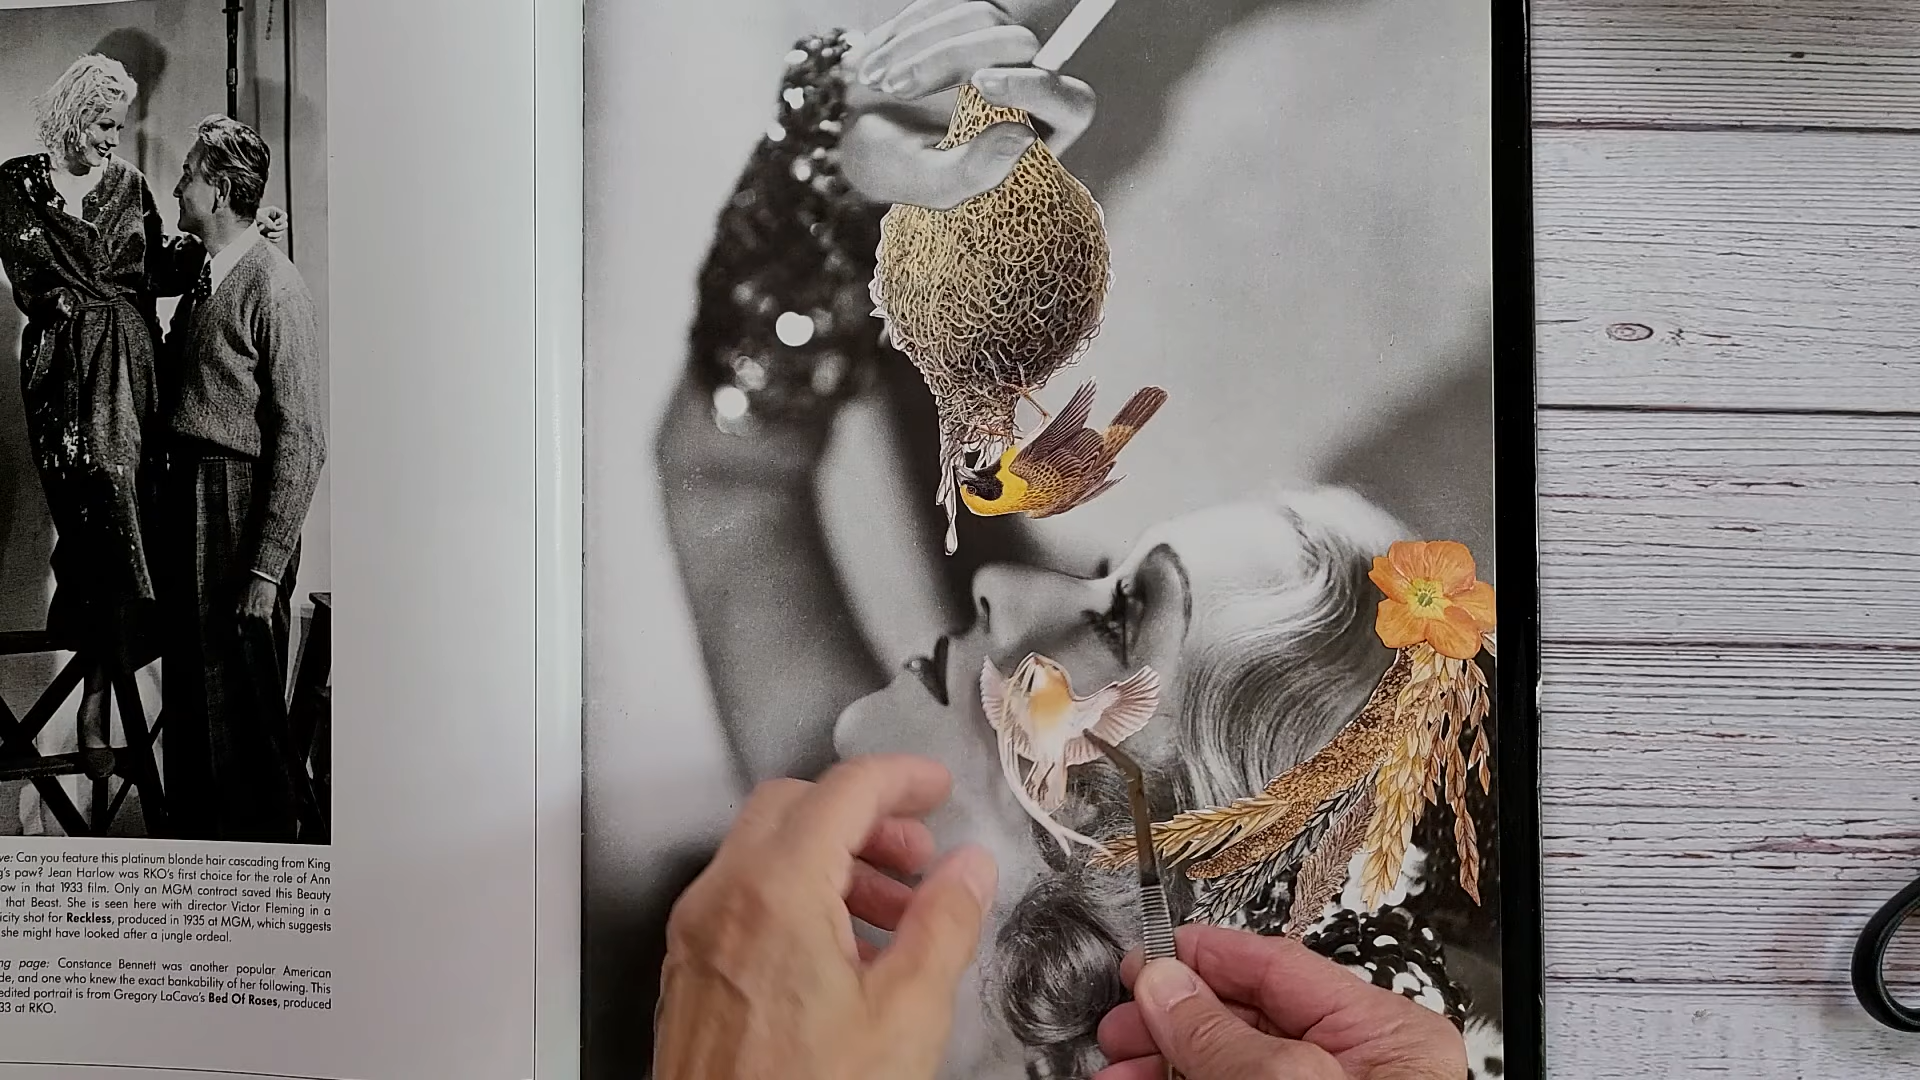 ve: Can you feature this platinum blonde hair cascading from King
g's paw? Jean Harlow was RKO's first choice for the role of Ann
ow in that 1933 film. Only an MGM contract saved this Beauty
that Beast. She is seen here with director Victor Fleming in a
icity shot for Reckless, produced in 1935 at MGM, which suggests
she might have looked after a jungle ordeal.
ng page: Constance Bennett was another popular American
de, and one who knew the exact bankability of her following. This
edited portrait is from Gregory LaCava's Bed Of Roses, produced
33 at RKO.